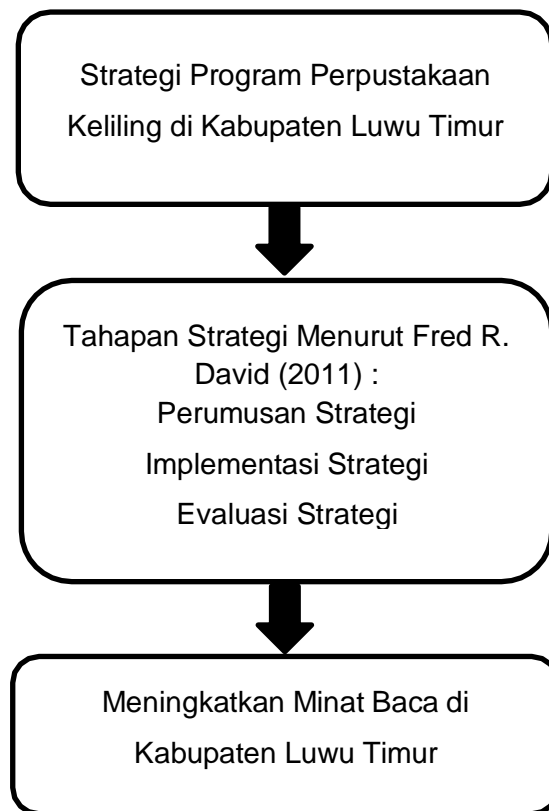 Strategi Program Perpustakaan
Keliling di Kabupaten Luwu Timur
Tahapan Strategi Menurut Fred R.
David (2011) :
Perumusan Strategi
Implementasi Strategi
Evaluasi Strategi
Meningkatkan Minat Baca di
Kabupaten Luwu Timur